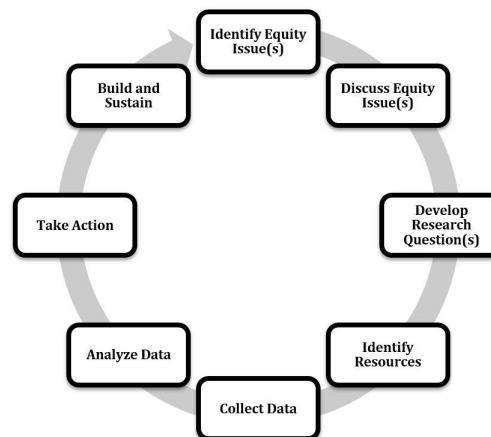 Identify Equity
Issue(s)
Discuss Equity
Issue(s)
Develop
Research
Question(s)
Identify
Resources
Collect Data
Analyze Data
Take Action
Build and
Sustain